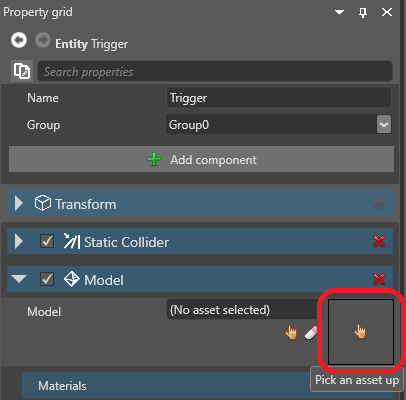 Property grid
Entity Trigger
Search properties
Name Trigger
Group Group0
Add component
Transform
Static Collider
Model
Model (No asset selected)
Pick an asset up
Materials